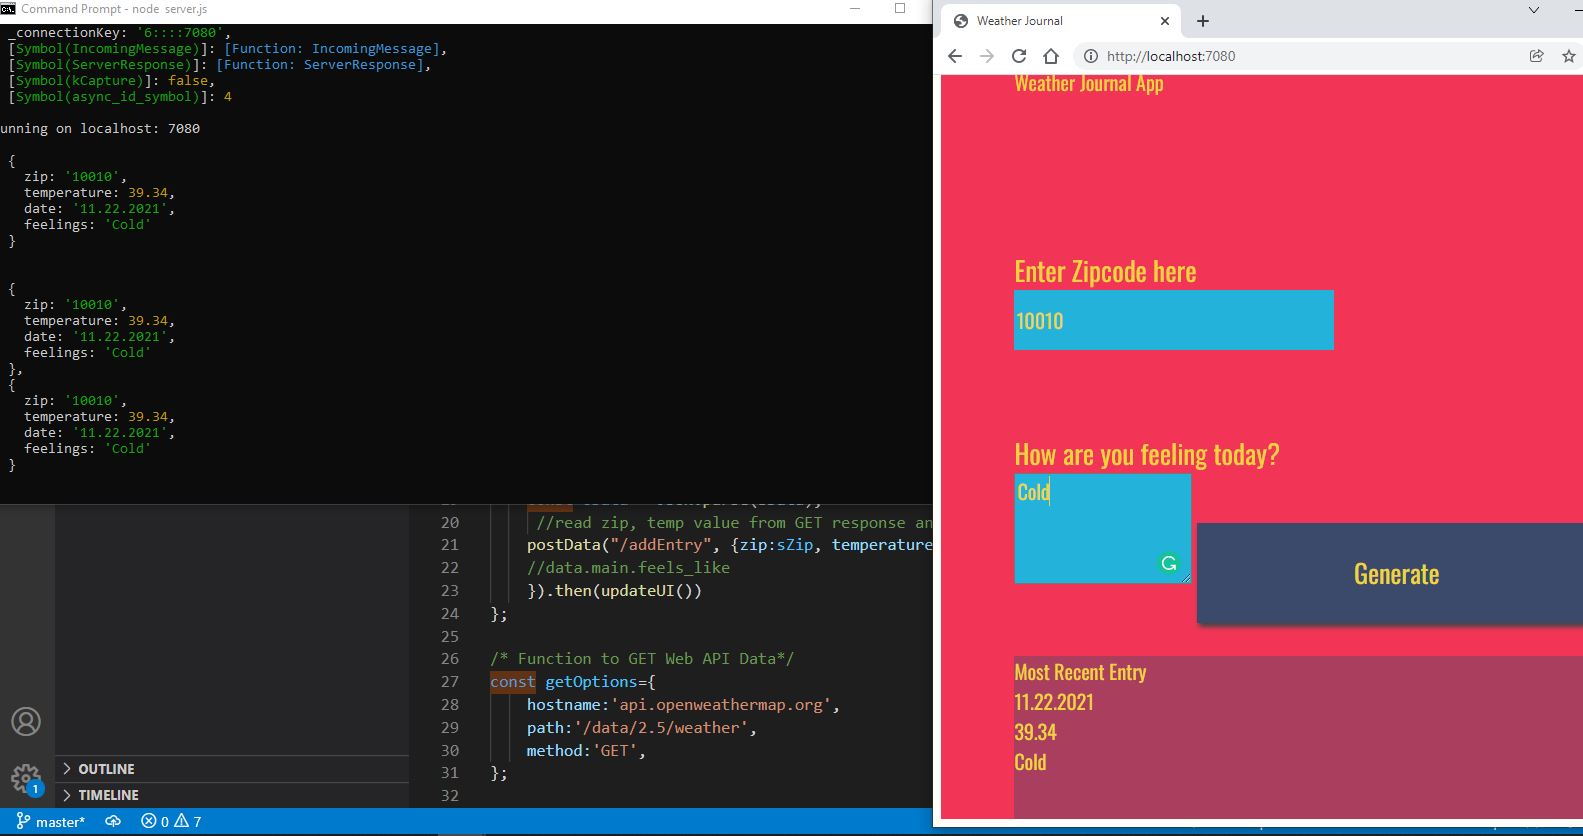 Command Prompt - node server.js
_connectionKey: '6::::7080',
[Symbol(IncomingMessage)]: [Function: IncomingMessage],
[Symbol(ServerResponse)]: [Function: ServerResponse],
[Symbol(kCapture)]: false,
[Symbol(async_id_symbol)]: 4
unning on localhost: 7080
{
zip: '10010',
temperature: 39.34,
date: '11.22.2021',
feelings: 'Cold'
}
{
zip: '10010',
temperature: 39.34,
date: '11.22.2021',
feelings: 'Cold'
},
{
zip: '10010',
temperature: 39.34,
date: '11.22.2021',
feelings: 'Cold'
}
20 //read zip, temp value from GET response an
21 postData("/addEntry", {zip:sZip, temperature
22 //data.main.feels_like
23 }).then(updateUI())
24 };
25
26 /* Function to GET Web API Data*/
27 const getOptions={
28 hostname:'api.openweathermap.org',
29 path:'/data/2.5/weather',
30 method:'GET',
31 };
32
1
OUTLINE
TIMELINE
master* 0 7
Weather Journal
http://localhost:7080
Weather Journal App
Enter Zipcode here
10010
How are you feeling today?
Cold
Generate
Most Recent Entry
11.22.2021
39.34
Cold